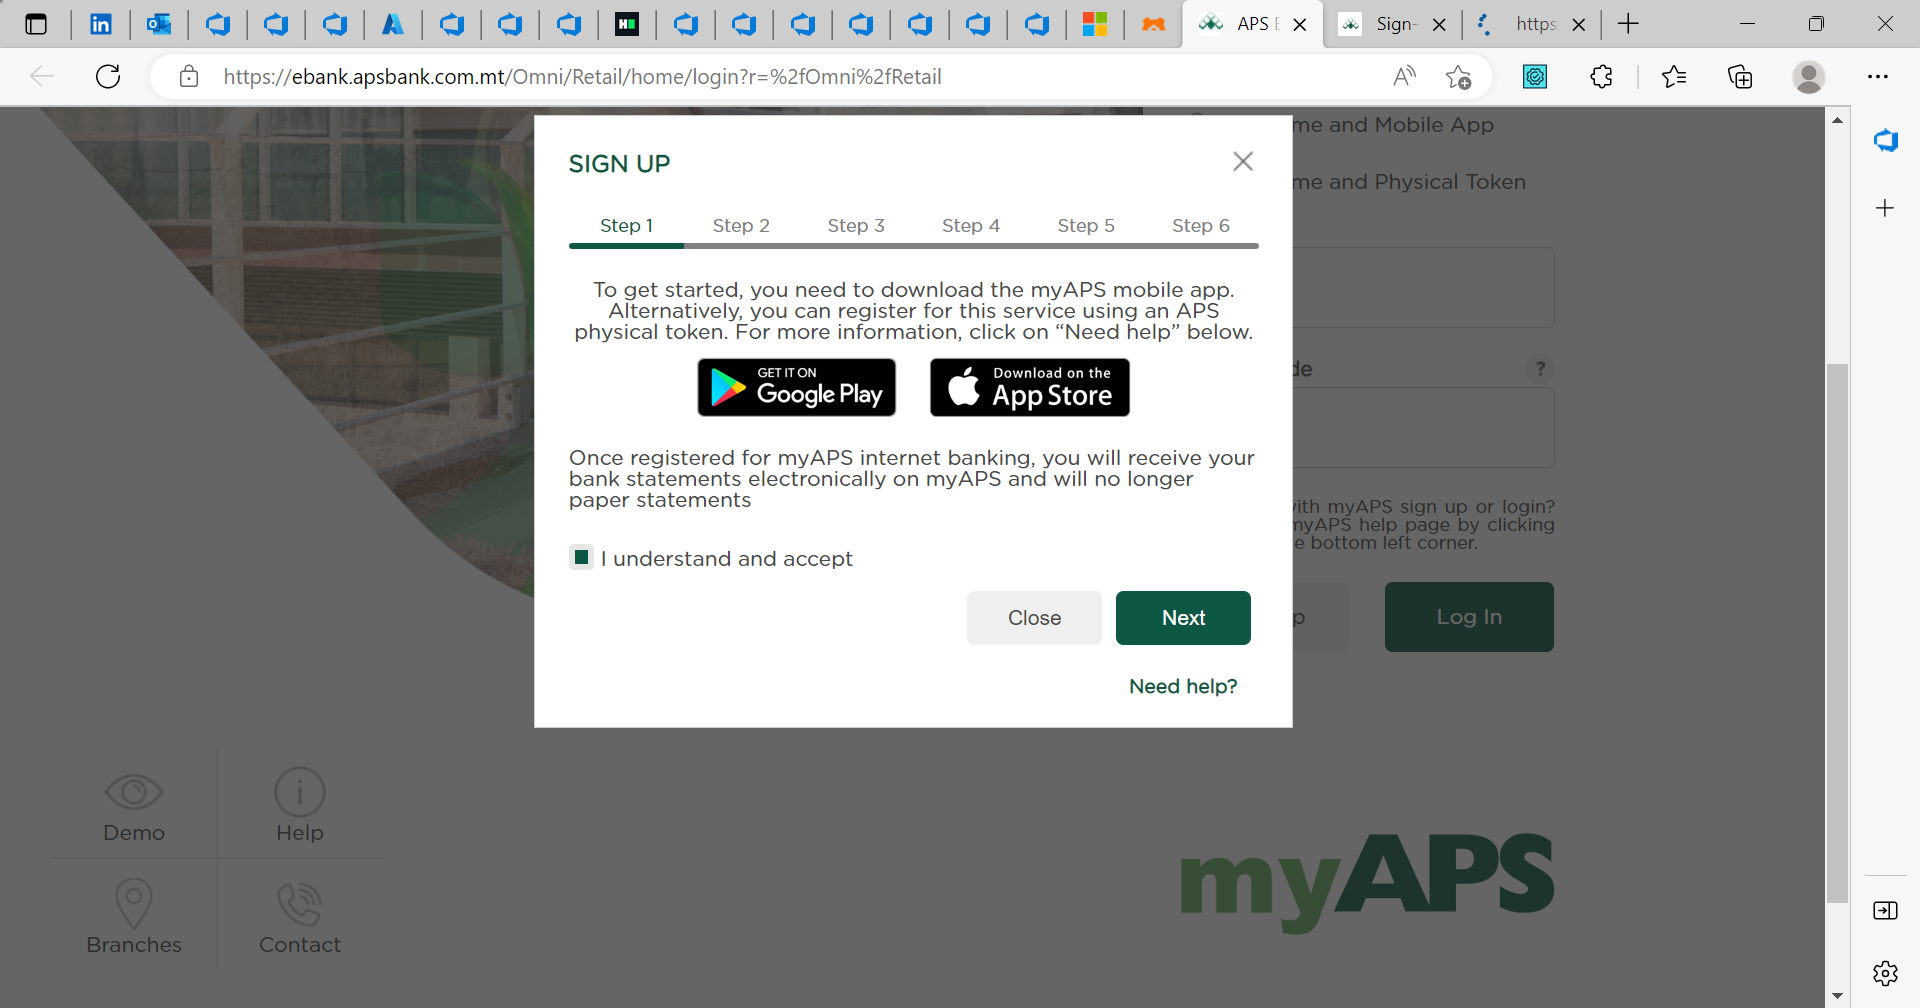 APS
Sign-
https
https://ebank.apsbank.com.mt/Omni/Retail/home/login?r=%2fOmni%2fRetail
me and Mobile App
me and Physical Token
de
?
ith myAPS sign up or login?
myAPS help page by clicking
e bottom left corner.
p
Log In
SIGN UP
Step 1
Step 2
Step 3
Step 4
Step 5
Step 6
To get started, you need to download the myAPS mobile app.
Alternatively, you can register for this service using an APS
physical token. For more information, click on “Need help” below.
GET IT ON
Google Play
Download on the
App Store
Once registered for myAPS internet banking, you will receive your
bank statements electronically on myAPS and will no longer
paper statements
I understand and accept
Close
Next
Need help?
Demo
Help
Branches
Contact
myAPS